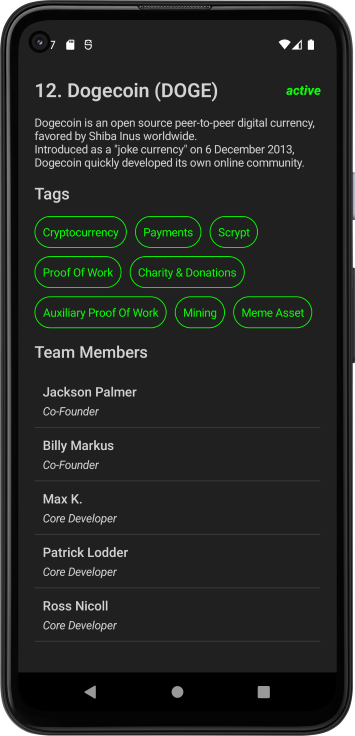 7
12. Dogecoin (DOGE)
active
Dogecoin is an open source peer-to-peer digital currency,
favored by Shiba Inus worldwide.
Introduced as a "joke currency" on 6 December 2013,
Dogecoin quickly developed its own online community.
Tags
Cryptocurrency Payments Scrypt
Proof Of Work Charity & Donations
Auxiliary Proof Of Work Mining Meme Asset
Team Members
Jackson Palmer
Co-Founder
Billy Markus
Co-Founder
Max K.
Core Developer
Patrick Lodder
Core Developer
Ross Nicoll
Core Developer